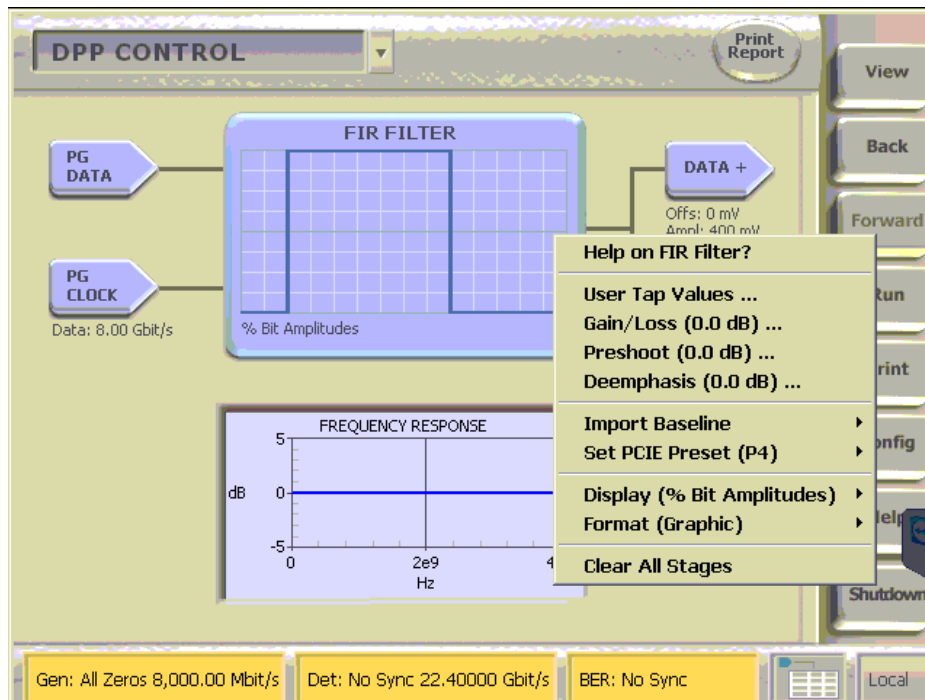 DPP CONTROL
Print
Report
View
Back
Forward
Run
Print
Config
Help
Shutdown
PG
DATA
FIR FILTER
DATA +
Offs: 0 mV
Ampl: 400 mV
PG
CLOCK
Data: 8.00 Gbit/s
% Bit Amplitudes
Help on FIR Filter?
User Tap Values ...
Gain/Loss (0.0 dB) ...
Preshoot (0.0 dB) ...
Deemphasis (0.0 dB) ...
Import Baseline
Set PCIE Preset (P4)
Display (% Bit Amplitudes)
Format (Graphic)
Clear All Stages
FREQUENCY RESPONSE
5
dB
0
-5
0
2e9
4
Hz
Gen: All Zeros 8,000.00 Mbit/s
Det: No Sync 22.40000 Gbit/s
BER: No Sync
Local